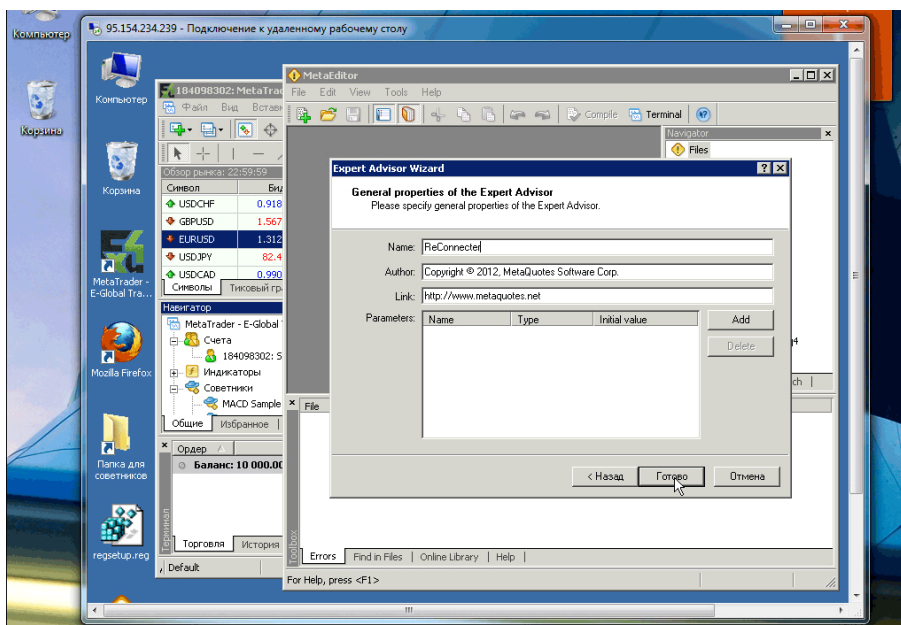 Компьютер
Корзина
95.154.234.239 - Подключение к удаленному рабочему столу
Компьютер
Корзина
MetaTrader -
E-Global Tra...
Mozilla Firefox
Папка для
советников
regsetup.reg
184098302: MetaTrad
Файл Вид Вставк
Обзор рынка: 22:59:59
Символ Бид
USDCHF 0.918
GBPUSD 1.567
EURUSD 1.312
USDJPY 82.4
USDCAD 0.990
Символы Тиковый гр
Навигатор
MetaTrader - E-Global
Счета
184098302: S
Индикаторы
Советники
MACD Sample
Общие Избранное
Ордер
Баланс: 10 000.00
Терминал
Торговля История
Default
MetaEditor
File Edit View Tools Help
Compile Terminal
Navigator
Files
Expert Advisor Wizard
General properties of the Expert Advisor
Please specify general properties of the Expert Advisor.
Name: ReConnecter
Author: Copyright © 2012, MetaQuotes Software Corp.
Link: http://www.metaquotes.net
Parameters: Name Type Initial value
Add
Delete
< Назад Готово Отмена
q4
ch
File
Toolbox
Errors Find in Files Online Library Help
For Help, press <F1>